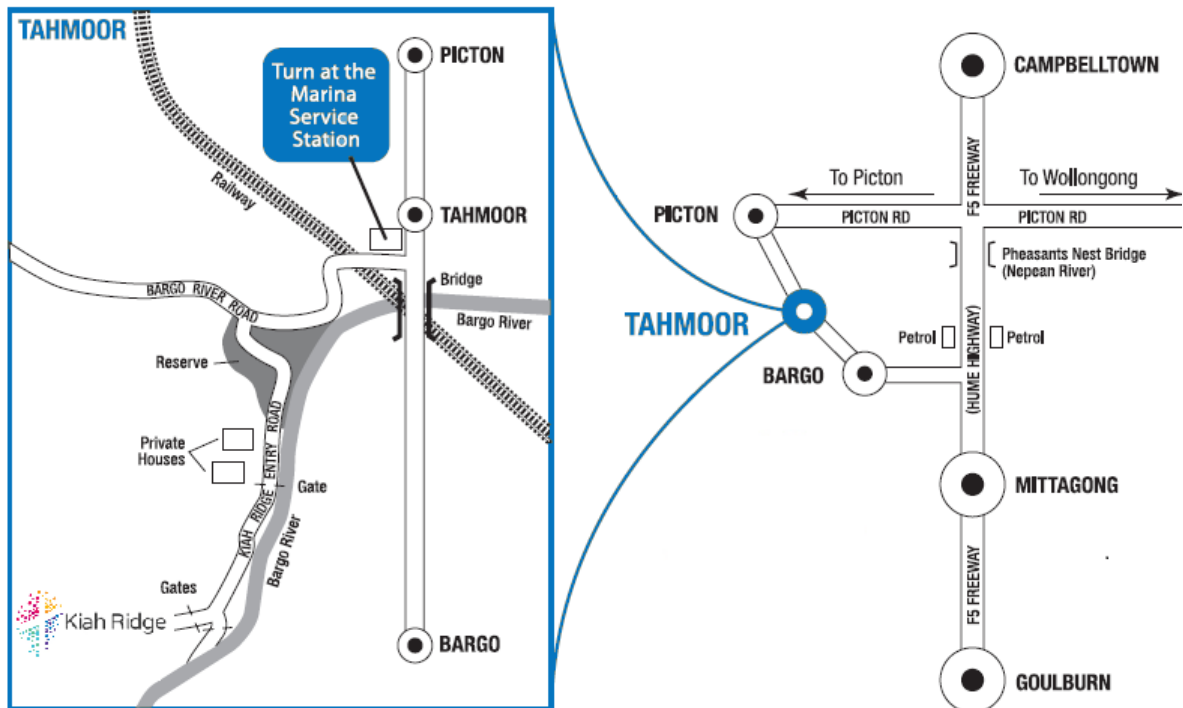 TAHMOOR
PICTON
Turn at the
Marina
Service
Station
Railway
TAHMOOR
BARGO RIVER ROAD
Bridge
Bargo River
Reserve
Private
Houses
KIAH RIDGE ENTRY ROAD
Gate
Bargo River
Gates
Kiah Ridge
BARGO
CAMPBELLTOWN
F5 FREEWAY
To Picton
To Wollongong
PICTON
PICTON RD
PICTON RD
Pheasants Nest Bridge
(Nepean River)
TAHMOOR
Petrol
Petrol
BARGO
(HUME HIGHWAY)
MITTAGONG
F5 FREEWAY
GOULBURN